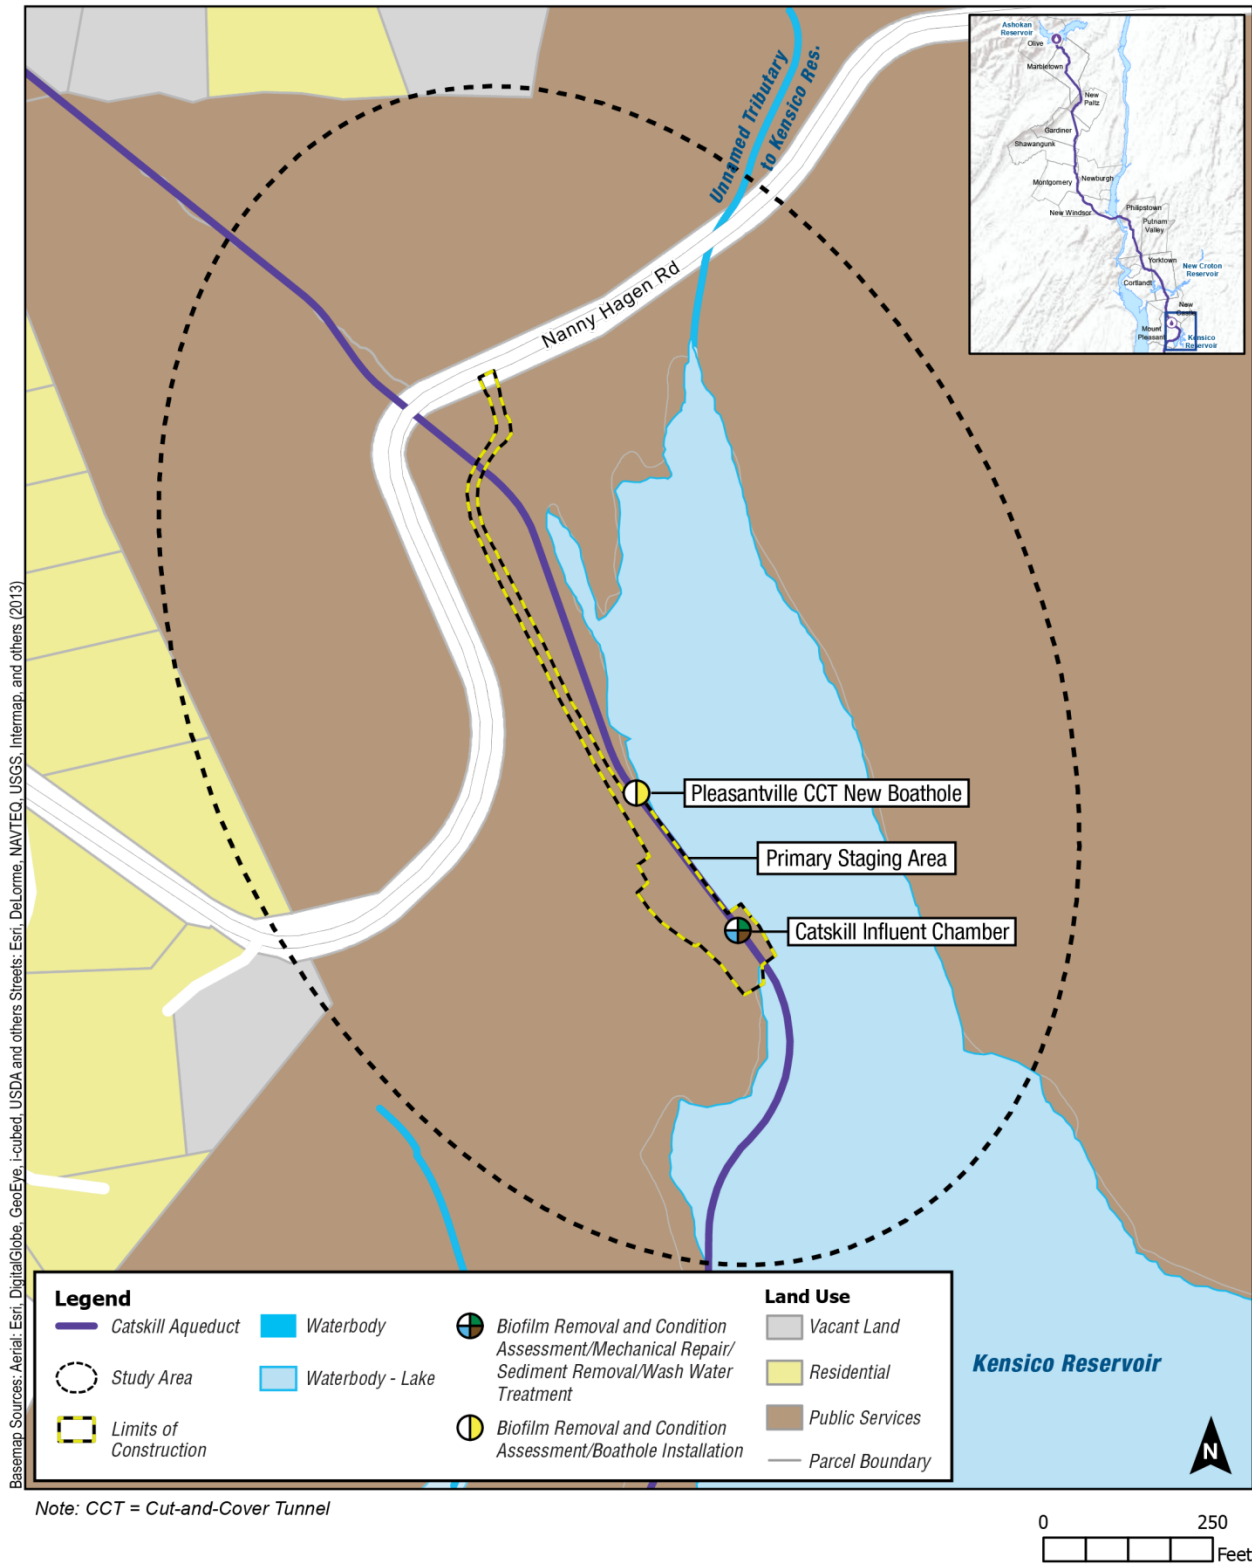 Unnamed Tributary
to Kensico Res.
Nanny Hagen Rd
Ashokan
Reservoir
Olive
Marbletown
New
Paltz
Gardiner
Shawangunk
Montgomery
Newburgh
New Windsor
Philipstown
Putnam
Valley
Yorktown
New Croton
Reservoir
Cortlandt
New
Castle
Mount
Pleasant
Kensico
Reservoir
Pleasantville CCT New Boathole
Primary Staging Area
Catskill Influent Chamber
Kensico Reservoir
N
Legend
Catskill Aqueduct
Study Area
Limits of
Construction
Waterbody
Waterbody - Lake
Biofilm Removal and Condition
Assessment/Mechanical Repair/
Sediment Removal/Wash Water
Treatment
Biofilm Removal and Condition
Assessment/Boathole Installation
Land Use
Vacant Land
Residential
Public Services
Parcel Boundary
Basemap Sources: Aerial: Esri, DigitalGlobe, GeoEye, i-cubed, USDA and others Streets: Esri, DeLorme, NAVTEQ, USGS, Intermap, and others (2013)
Note: CCT = Cut-and-Cover Tunnel
0 250
Feet